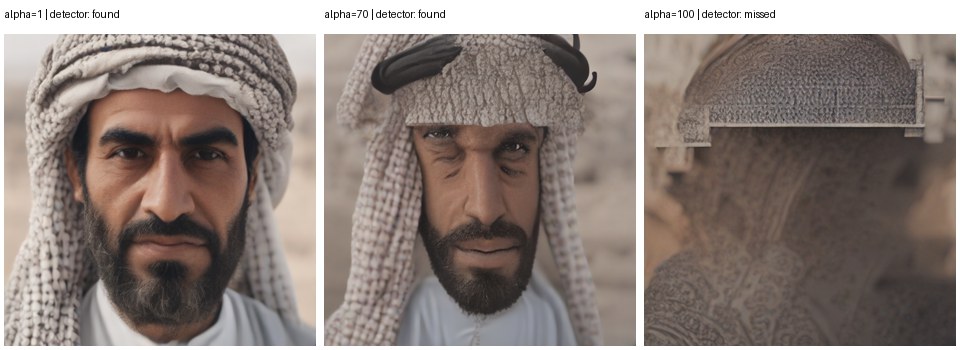 alpha=1 | detector: found
alpha=70 | detector: found
alpha=100 | detector: missed